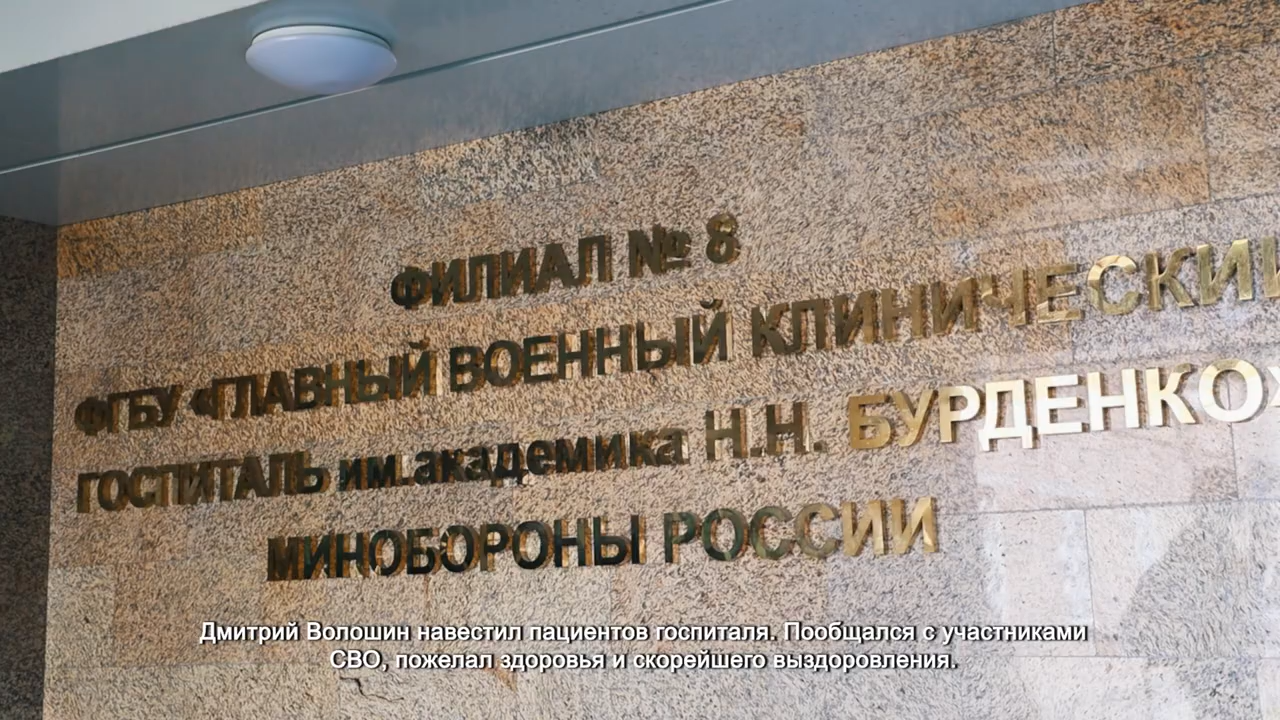 ФИЛИАЛ № 8
ФГБУ «ГЛАВНЫЙ ВОЕННЫЙ КЛИНИЧЕСКИЙ
ГОСПИТАЛЬ им.академика Н.Н. БУРДЕНКО»
МИНОБОРОНЫ РОССИИ
Дмитрий Волошин навестил пациентов госпиталя. Пообщался с участниками
СВО, пожелал здоровья и скорейшего выздоровления.